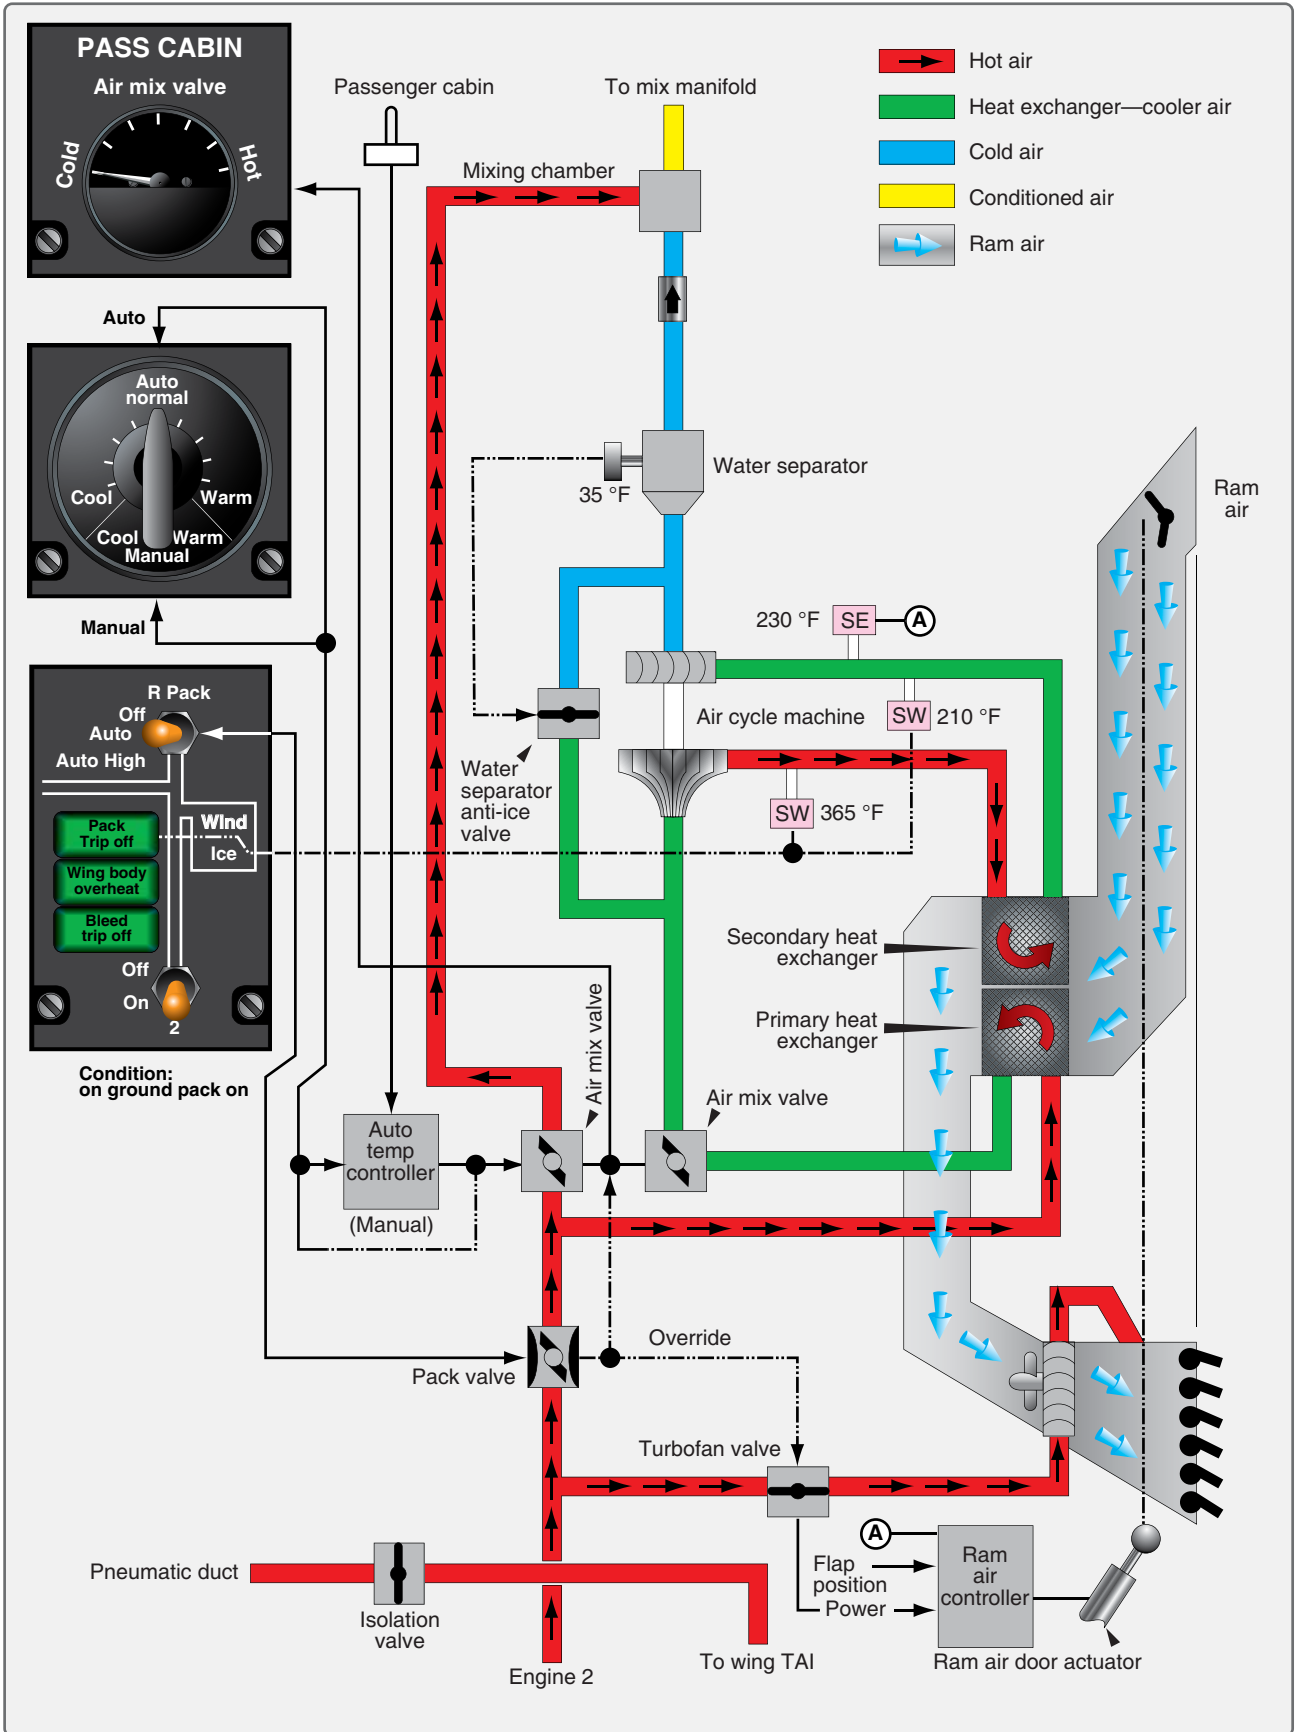 PASS CABIN
Air mix valve
Cold
Hot
Auto
Auto
normal
Cool
Warm
Cool
Warm
Manual
Manual
R Pack
Off
Auto
Auto High
Pack
Trip off
Wing body
overheat
Bleed
trip off
Wind
Ice
Off
On
2
Condition:
on ground pack on
Passenger cabin
To mix manifold
Mixing chamber
Hot air
Heat exchanger—cooler air
Cold air
Conditioned air
Ram air
Water separator
35 °F
Ram
air
230 °F
SE
A
SW
210 °F
Air cycle machine
Water
separator
anti-ice
valve
SW
365 °F
Secondary heat
exchanger
Primary heat
exchanger
Air mix valve
Air mix valve
Auto
temp
controller
(Manual)
Override
Pack valve
Turbofan valve
A
Flap
position
Power
Ram
air
controller
Pneumatic duct
Isolation
valve
Engine 2
To wing TAI
Ram air door actuator